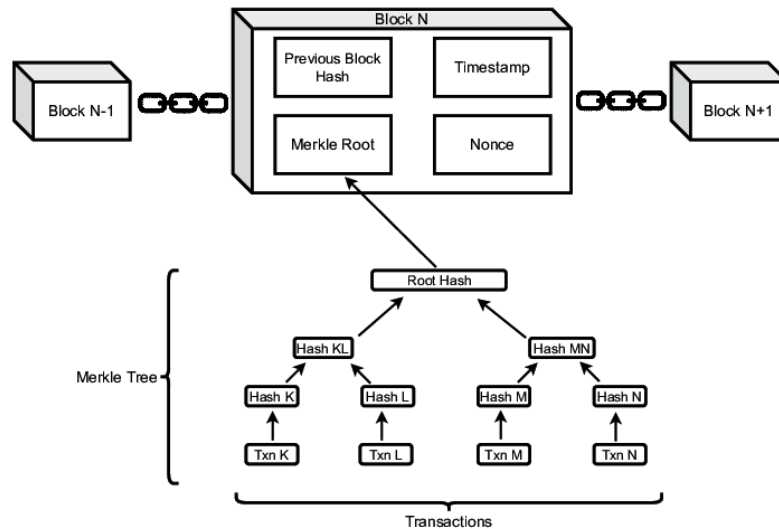 Block N
Previous Block
Hash
Timestamp
Block N-1
Block N+1
Merkle Root
Nonce
Root Hash
Hash KL
Hash MN
Merkle Tree
Hash K
Hash L
Hash M
Hash N
Txn K
Txn L
Txn M
Txn N
Transactions